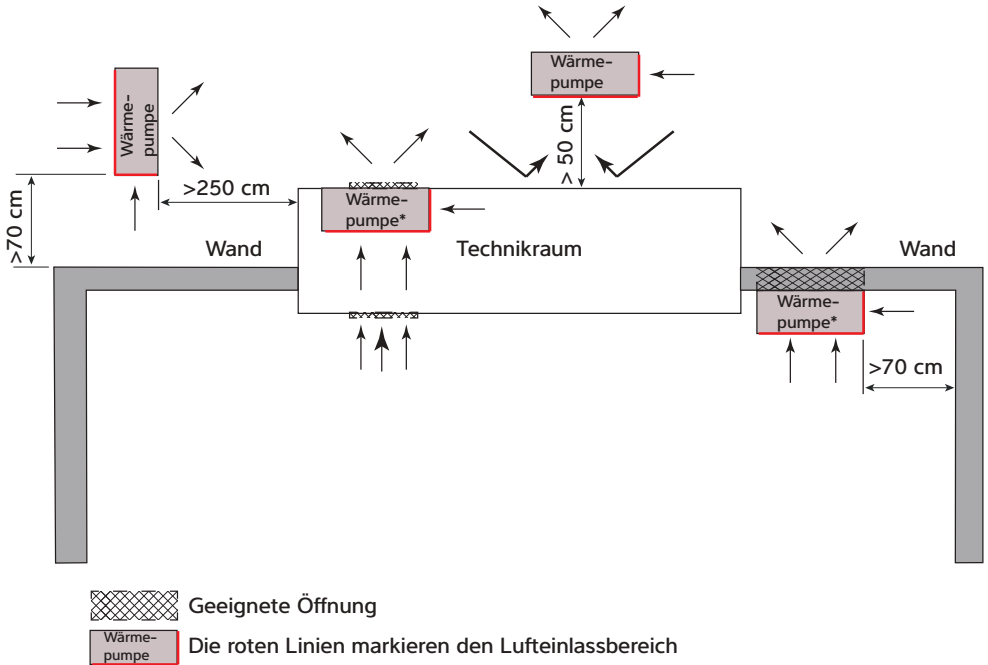 Wärme-
pumpe
Wärme-
pumpe
> 50 cm
>250 cm
>70 cm
Wärme-
pumpe*
Wand
Technikraum
Wand
Wärme-
pumpe*
>70 cm
Geeignete Öffnung
Wärme-
pumpe
Die roten Linien markieren den Lufteinlassbereich